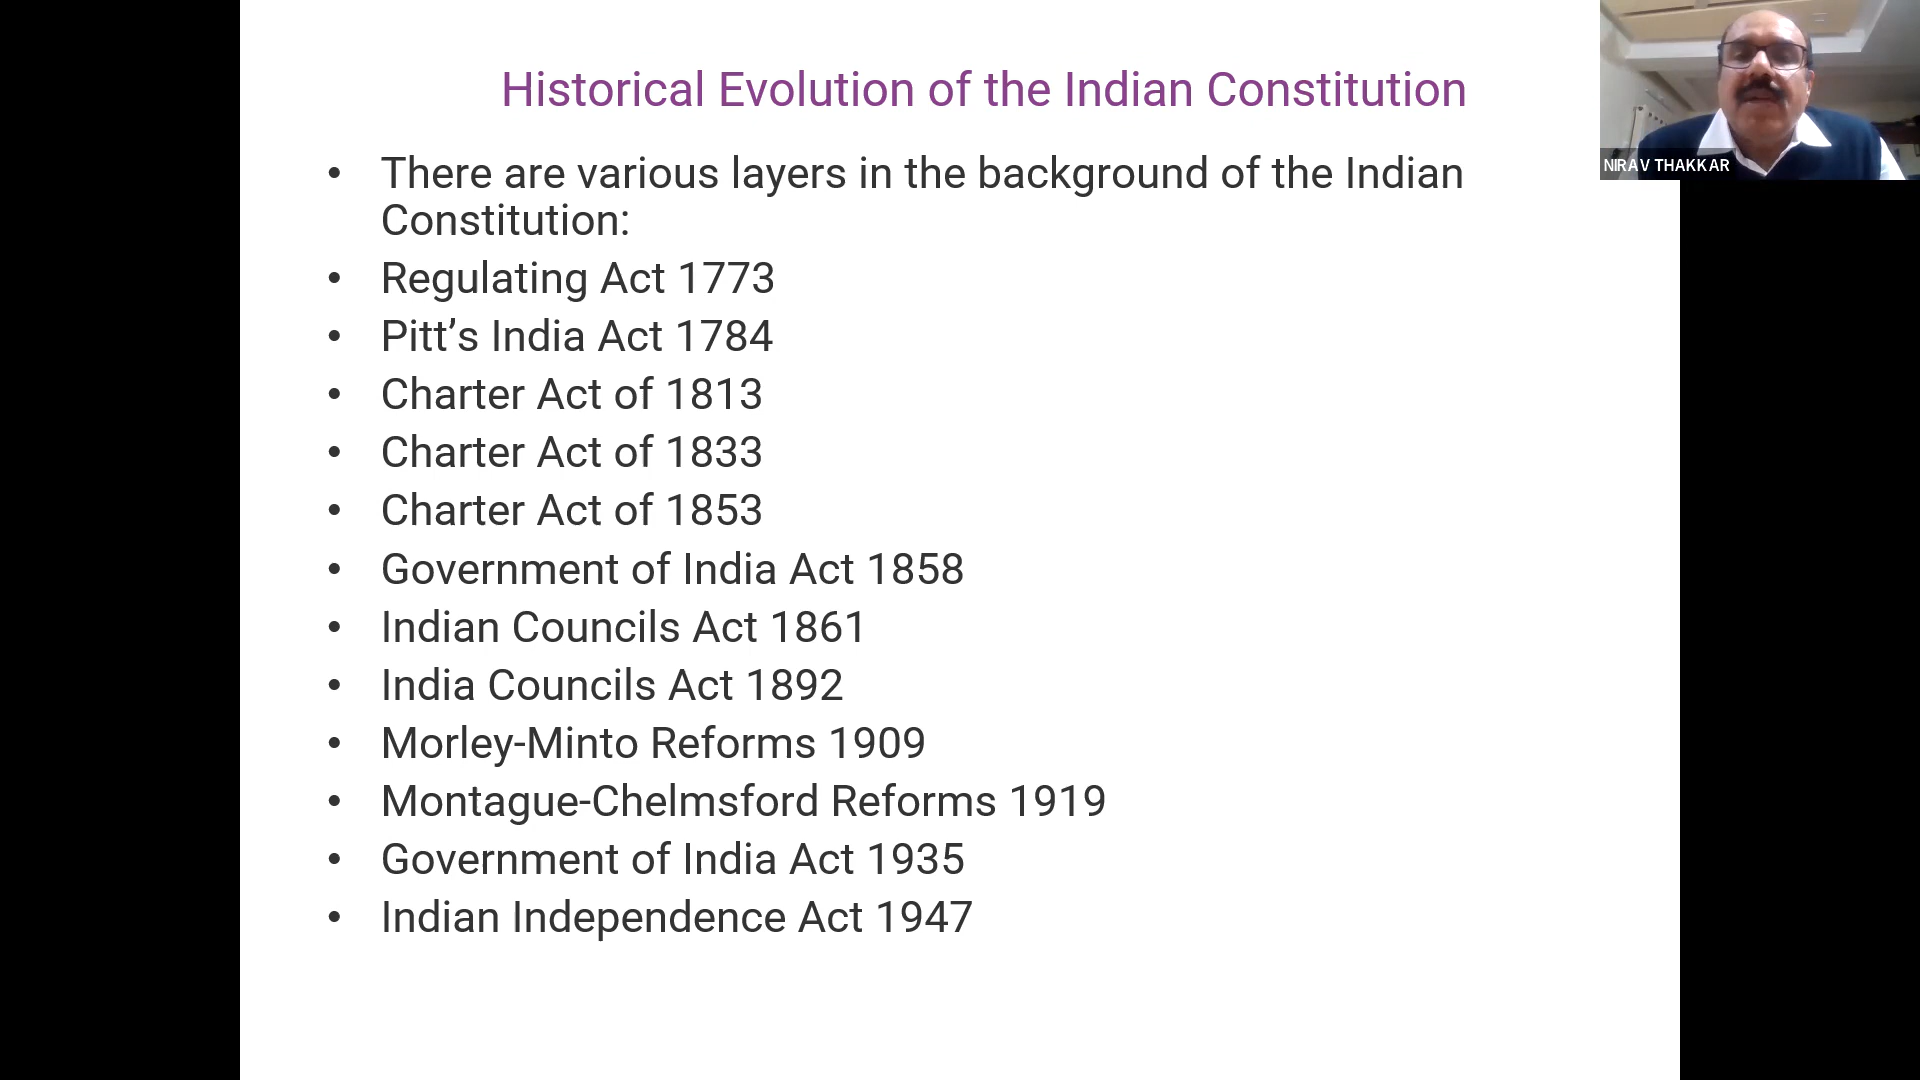 Historical Evolution of the Indian Constitution
• There are various layers in the background of the Indian
Constitution:
• Regulating Act 1773
• Pitt’s India Act 1784
• Charter Act of 1813
• Charter Act of 1833
• Charter Act of 1853
• Government of India Act 1858
• Indian Councils Act 1861
• India Councils Act 1892
• Morley-Minto Reforms 1909
• Montague-Chelmsford Reforms 1919
• Government of India Act 1935
• Indian Independence Act 1947
NIRAV THAKKAR